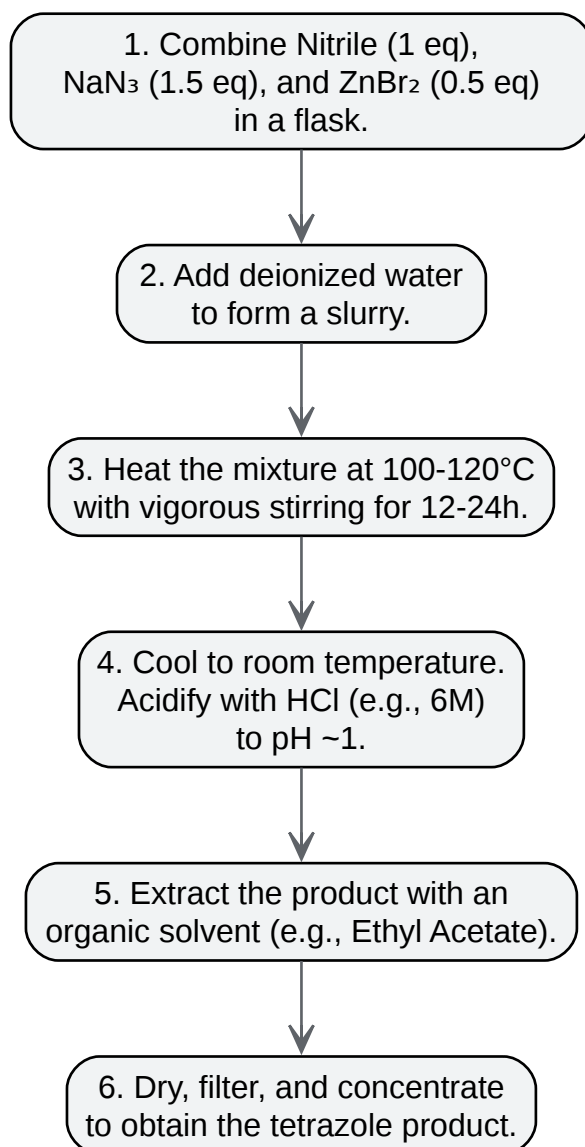 1. Combine Nitrile (1 eq),
NaN₃ (1.5 eq), and ZnBr₂ (0.5 eq)
in a flask.
2. Add deionized water
to form a slurry.
3. Heat the mixture at 100-120°C
with vigorous stirring for 12-24h.
4. Cool to room temperature.
Acidify with HCl (e.g., 6M)
to pH ~1.
5. Extract the product with an
organic solvent (e.g., Ethyl Acetate).
6. Dry, filter, and concentrate
to obtain the tetrazole product.